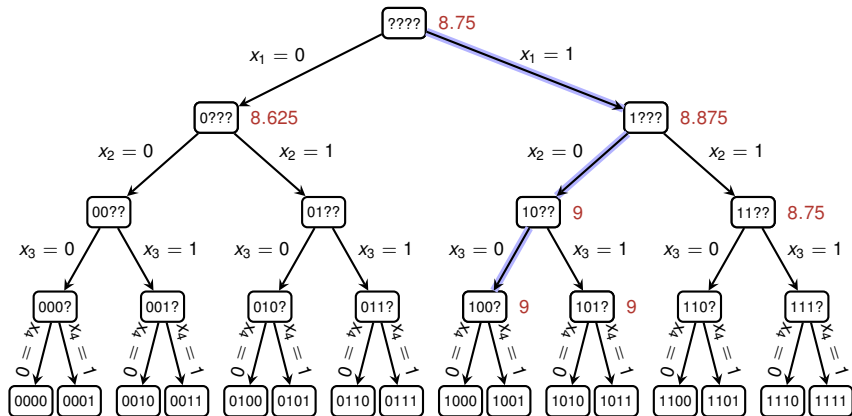 ???? 8.75
x₁ = 0 x₁ = 1
0??? 8.625 1??? 8.875
x₂ = 0 x₂ = 1 x₂ = 0 x₂ = 1
00?? 01?? 10?? 9 11?? 8.75
x₃ = 0 x₃ = 1 x₃ = 0 x₃ = 1 x₃ = 0 x₃ = 1 x₃ = 0 x₃ = 1
000? 001? 010? 011? 100? 9 101? 9 110? 111?
x₄ = 0 x₄ = 1 x₄ = 0 x₄ = 1 x₄ = 0 x₄ = 1 x₄ = 0 x₄ = 1 x₄ = 0 x₄ = 1 x₄ = 0 x₄ = 1 x₄ = 0 x₄ = 1 x₄ = 0 x₄ = 1
0000 0001 0010 0011 0100 0101 0110 0111 1000 1001 1010 1011 1100 1101 1110 1111